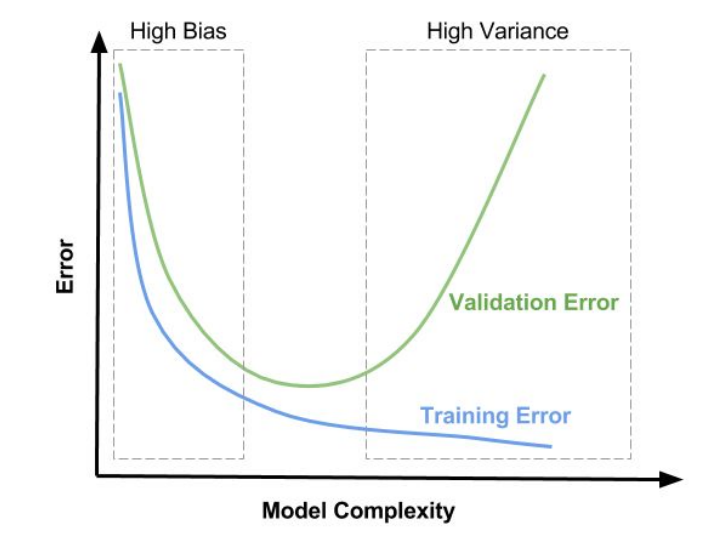 High Bias
High Variance
Error
Validation Error
Training Error
Model Complexity